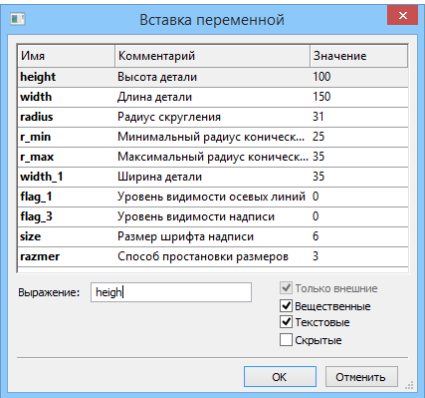 Вставка переменной
Имя Комментарий Значение
height Высота детали 100
width Длина детали 150
radius Радиус скругления 31
r_min Минимальный радиус коническ... 25
r_max Максимальный радиус коническ... 35
width_1 Ширина детали 35
flag_1 Уровень видимости осевых линий 0
flag_3 Уровень видимости надписи 0
size Размер шрифта надписи 6
razmer Способ простановки размеров 3
Выражение: heigh
Только внешние
Вещественные
Текстовые
Скрытые
OK Отменить